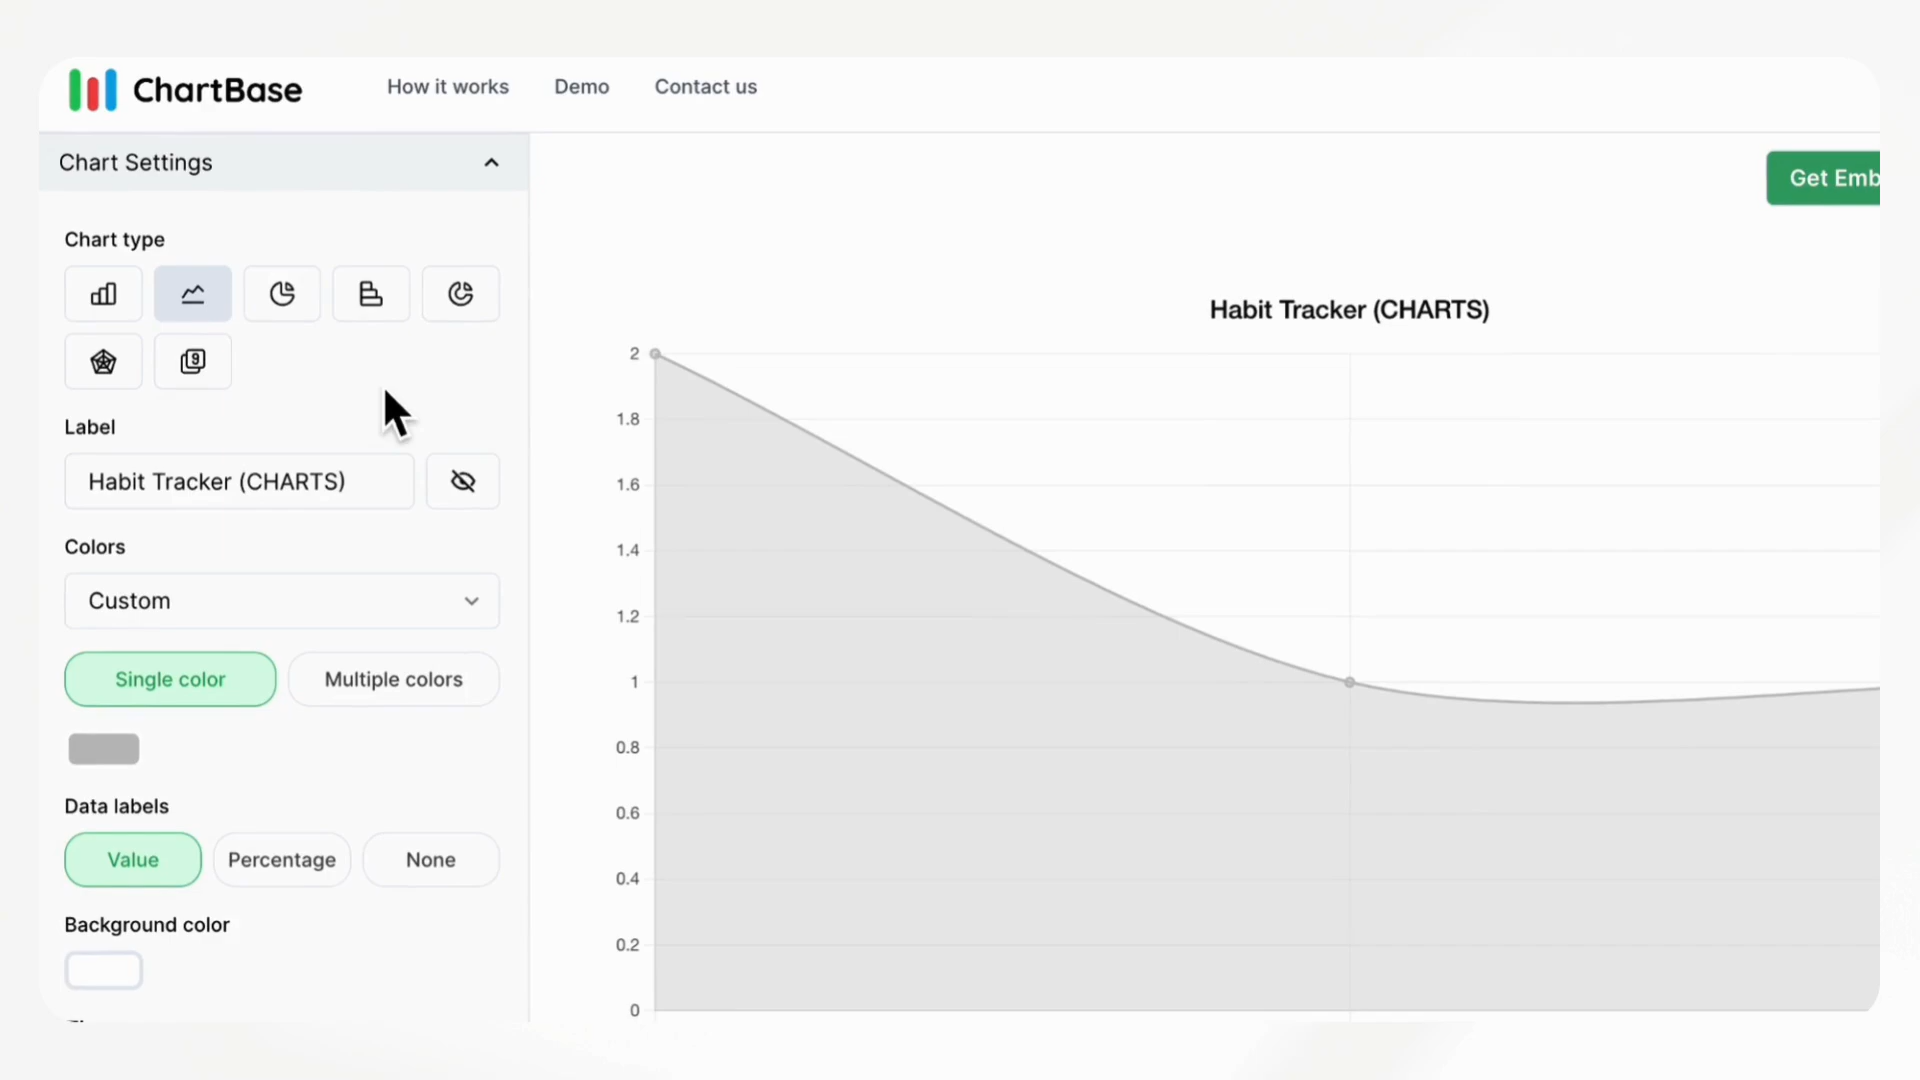 ChartBase
How it works
Demo
Contact us
Chart Settings
Get Emb
Chart type
9
Label
Habit Tracker (CHARTS)
Colors
Custom
Single color
Multiple colors
Data labels
Value
Percentage
None
Background color
Habit Tracker (CHARTS)
2
1.8
1.6
1.4
1.2
1
0.8
0.6
0.4
0.2
0